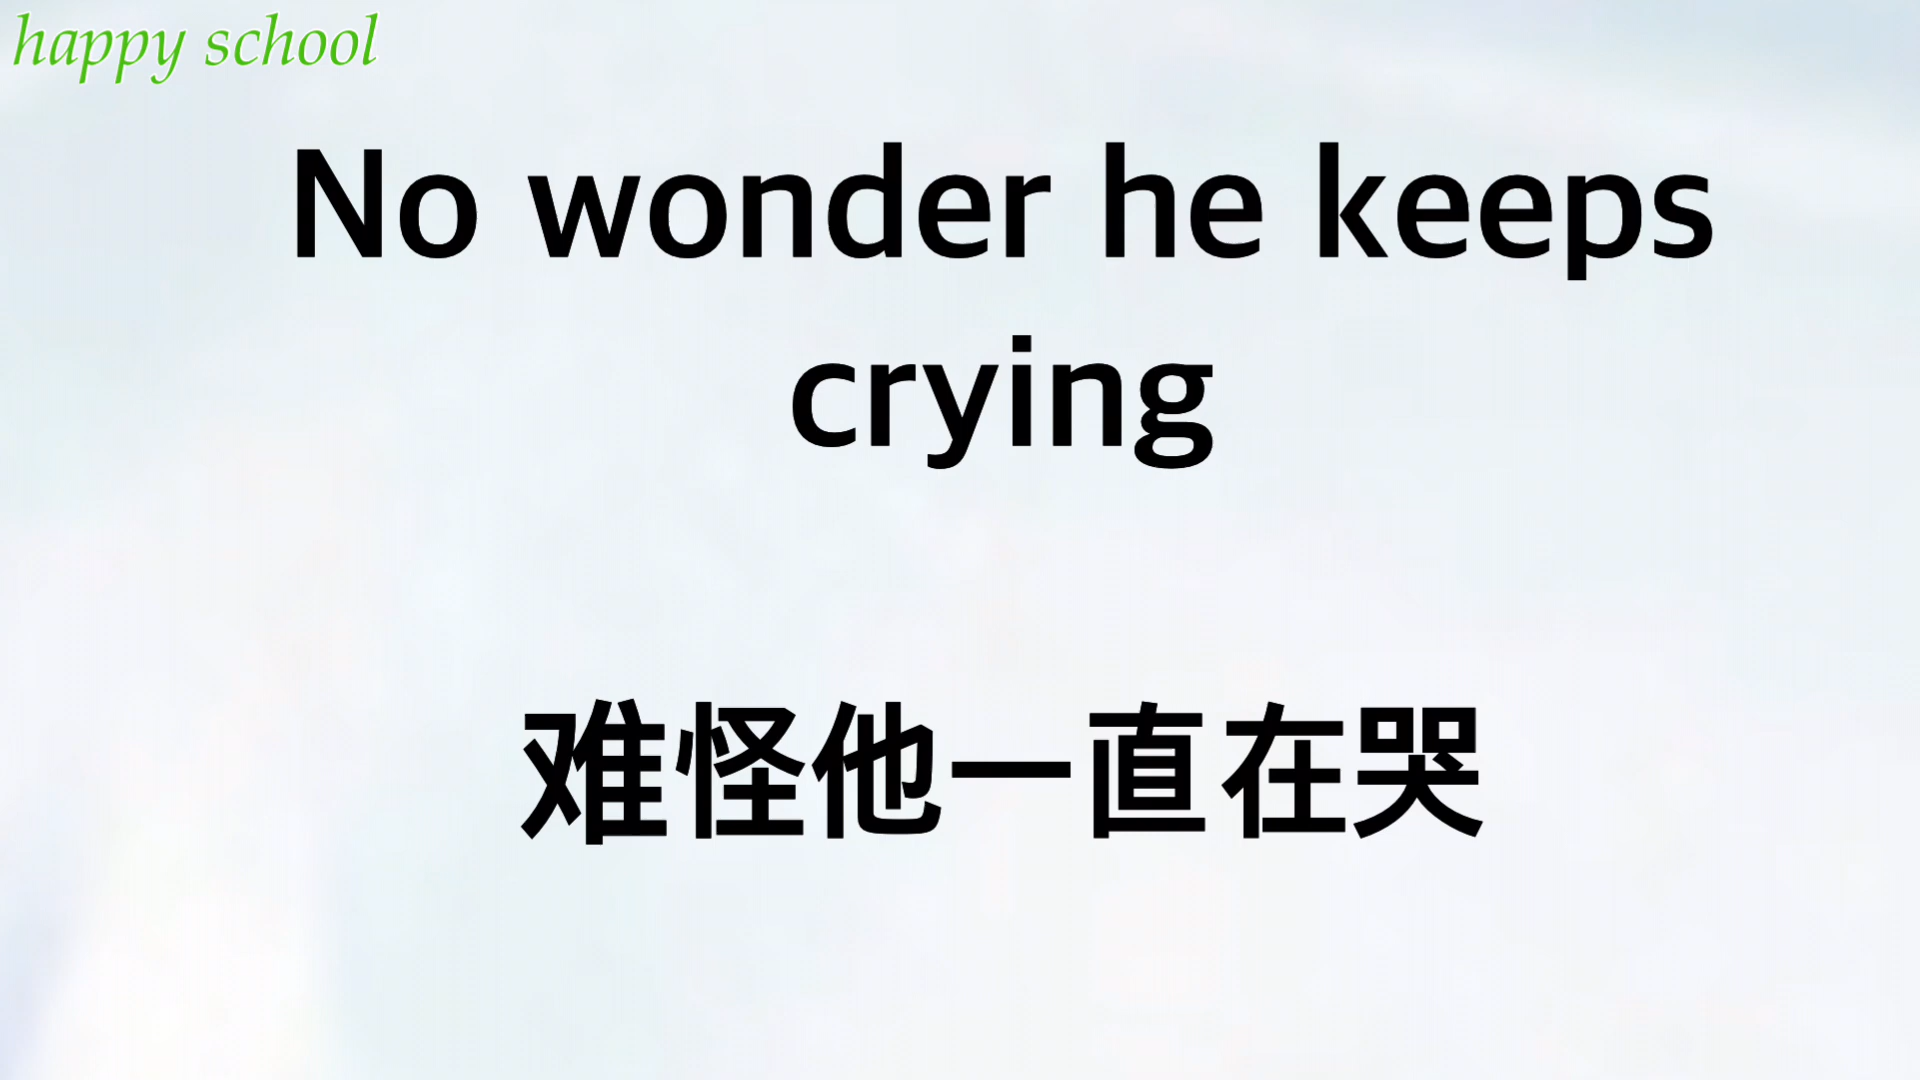 happy school
No wonder he keeps
crying
难怪他一直在哭